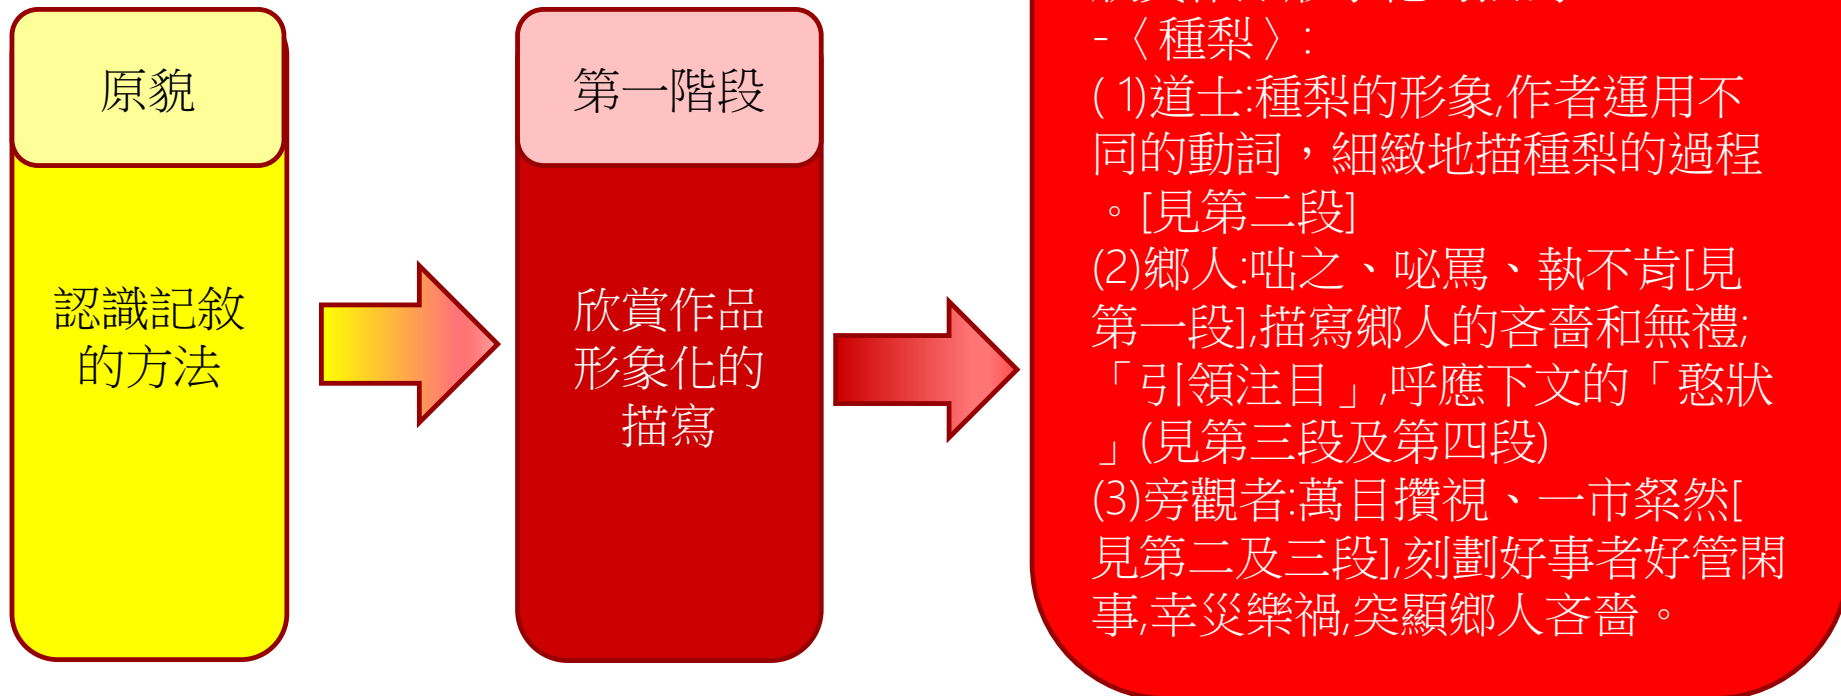 原貌
認識記敘
的方法
第一階段
欣賞作品
形象化的
描寫
-〈種梨〉:
( 1)道士:種梨的形象,作者運用不
同的動詞，細緻地描種梨的過程
。[見第二段]
(2)鄉人:咄之、咇罵、執不肯[見
第一段],描寫鄉人的吝嗇和無禮;
「引領注目」,呼應下文的「憨狀
」(見第三段及第四段)
(3)旁觀者:萬目攢視、一市粲然[
見第二及三段],刻劃好事者好管閑
事,幸災樂禍,突顯鄉人吝嗇。